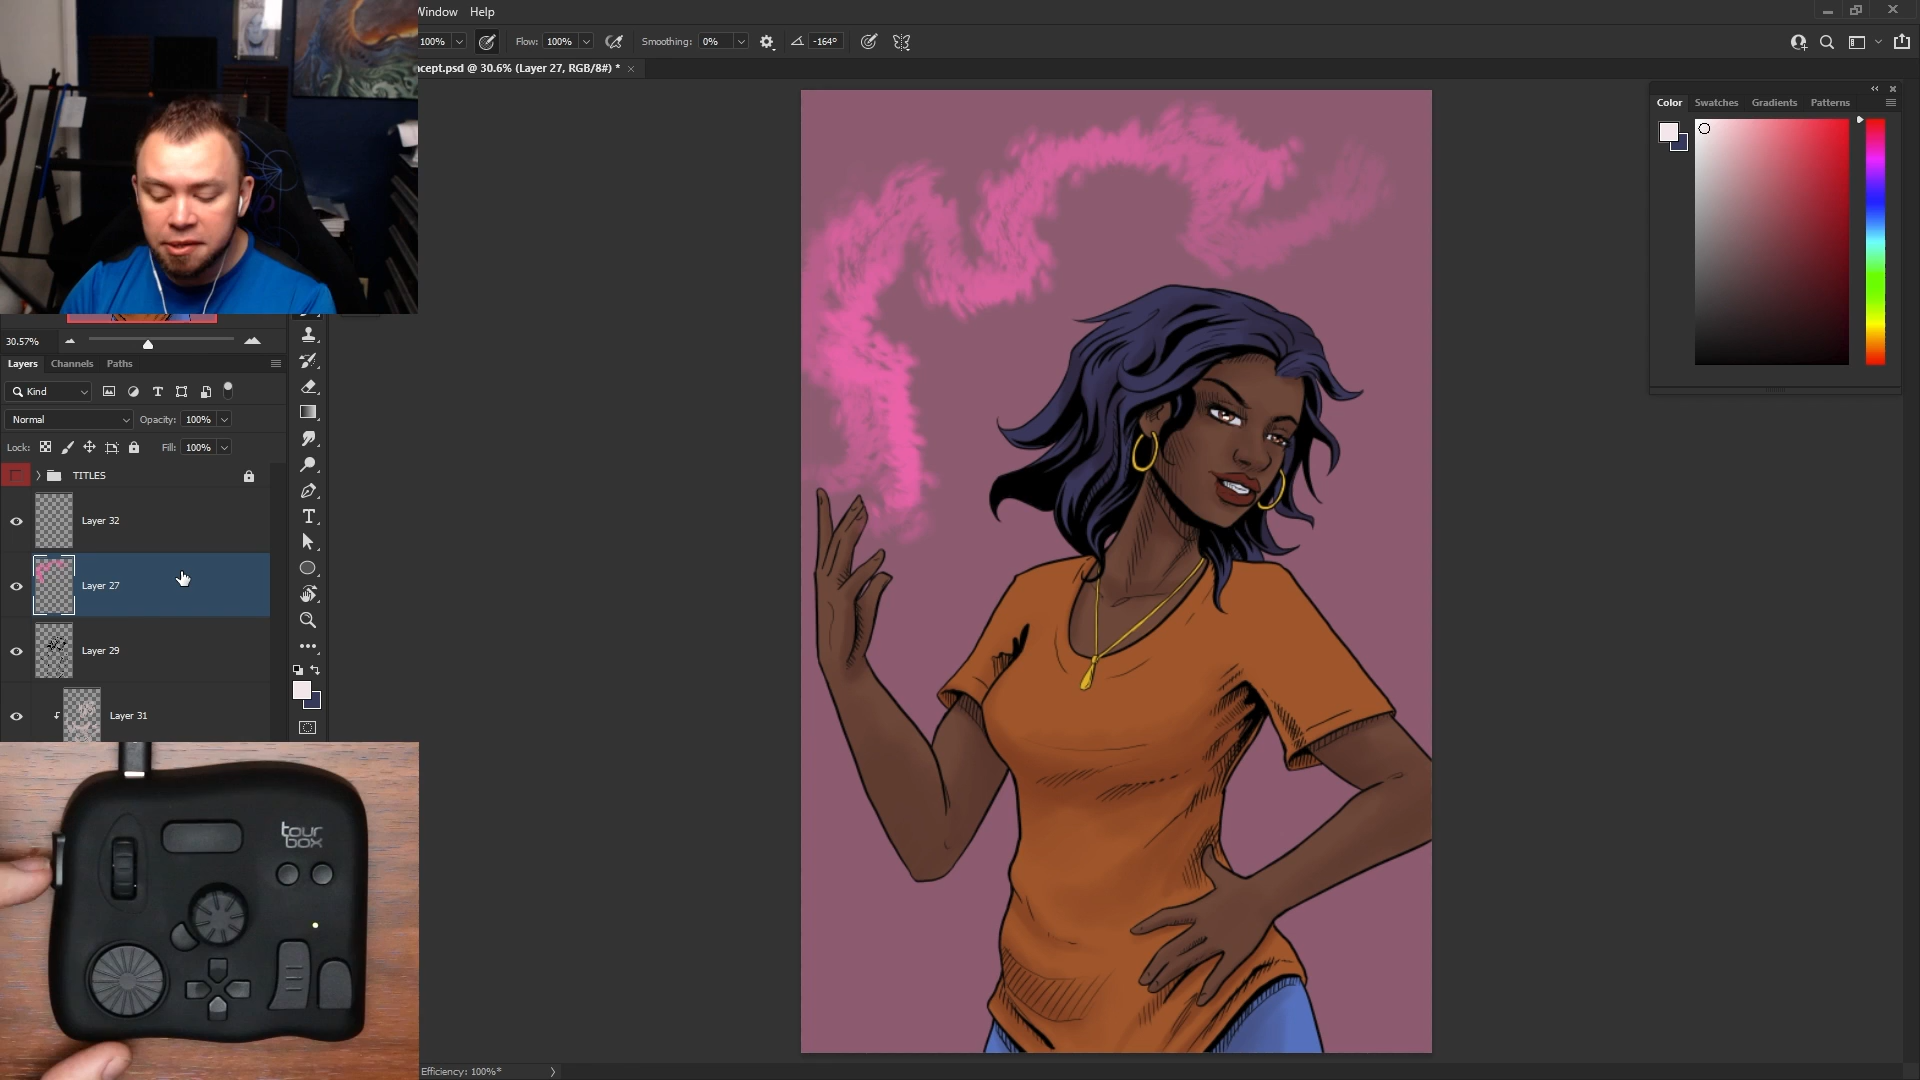 Window Help
100% Flow: 100% Smoothing: 0% -164°
cept.psd @ 30.6% (Layer 27, RGB/8#) *
Color Swatches Gradients Patterns
30.57%
Layers Channels Paths
Kind
Normal Opacity: 100%
Lock: Fill: 100%
TITLES
Layer 32
Layer 27
Layer 29
Layer 31
tour
box
Efficiency: 100%*